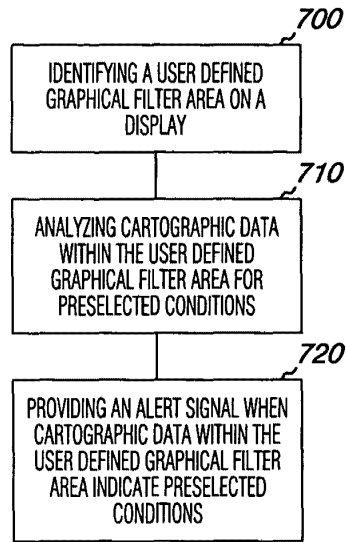 700
IDENTIFYING A USER DEFINED
GRAPHICAL FILTER AREA ON A
DISPLAY
710
ANALYZING CARTOGRAPHIC DATA
WITHIN THE USER DEFINED
GRAPHICAL FILTER AREA FOR
PRESELECTED CONDITIONS
720
PROVIDING AN ALERT SIGNAL WHEN
CARTOGRAPHIC DATA WITHIN THE
USER DEFINED GRAPHICAL FILTER
AREA INDICATE PRESELECTED
CONDITIONS